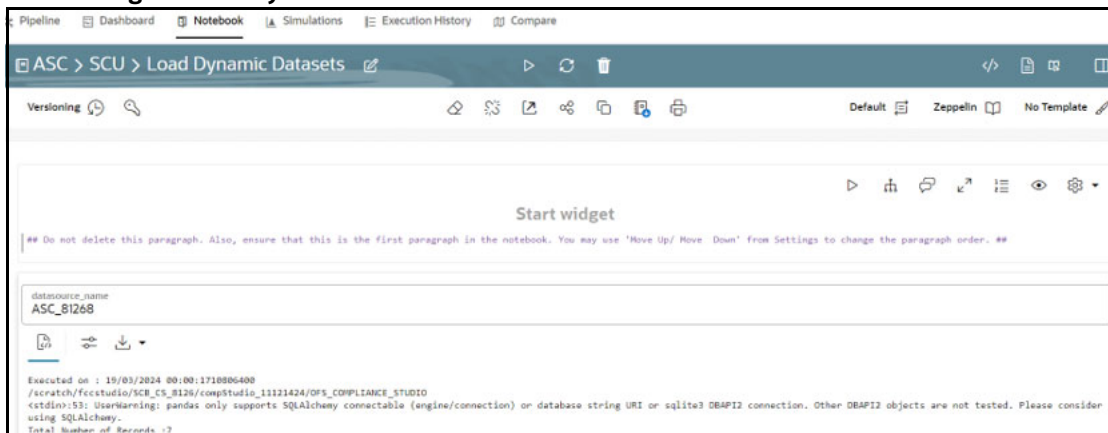 Pipeline Dashboard Notebook Simulations Execution History Compare
ASC > SCU > Load Dynamic Datasets
Versioning Default Zeppelin No Template
Start widget
## Do not delete this paragraph. Also, ensure that this is the first paragraph in the notebook. You may use 'Move Up/ Move Down' from Settings to change the paragraph order. ##
datasource_name
ASC_81268
Executed on : 19/03/2024 00:00:1710806400
/scratch/fccstudio/SCB_CS_8126/compStudio_11121424/OFS_COMPLIANCE_STUDIO
<stdin>:53: UserWarning: pandas only supports SQLAlchemy connectable (engine/connection) or database string URI or sqlite3 DBAPI2 connection. Other DBAPI2 objects are not tested. Please consider
using SQLAlchemy.
Total Number of Records :2